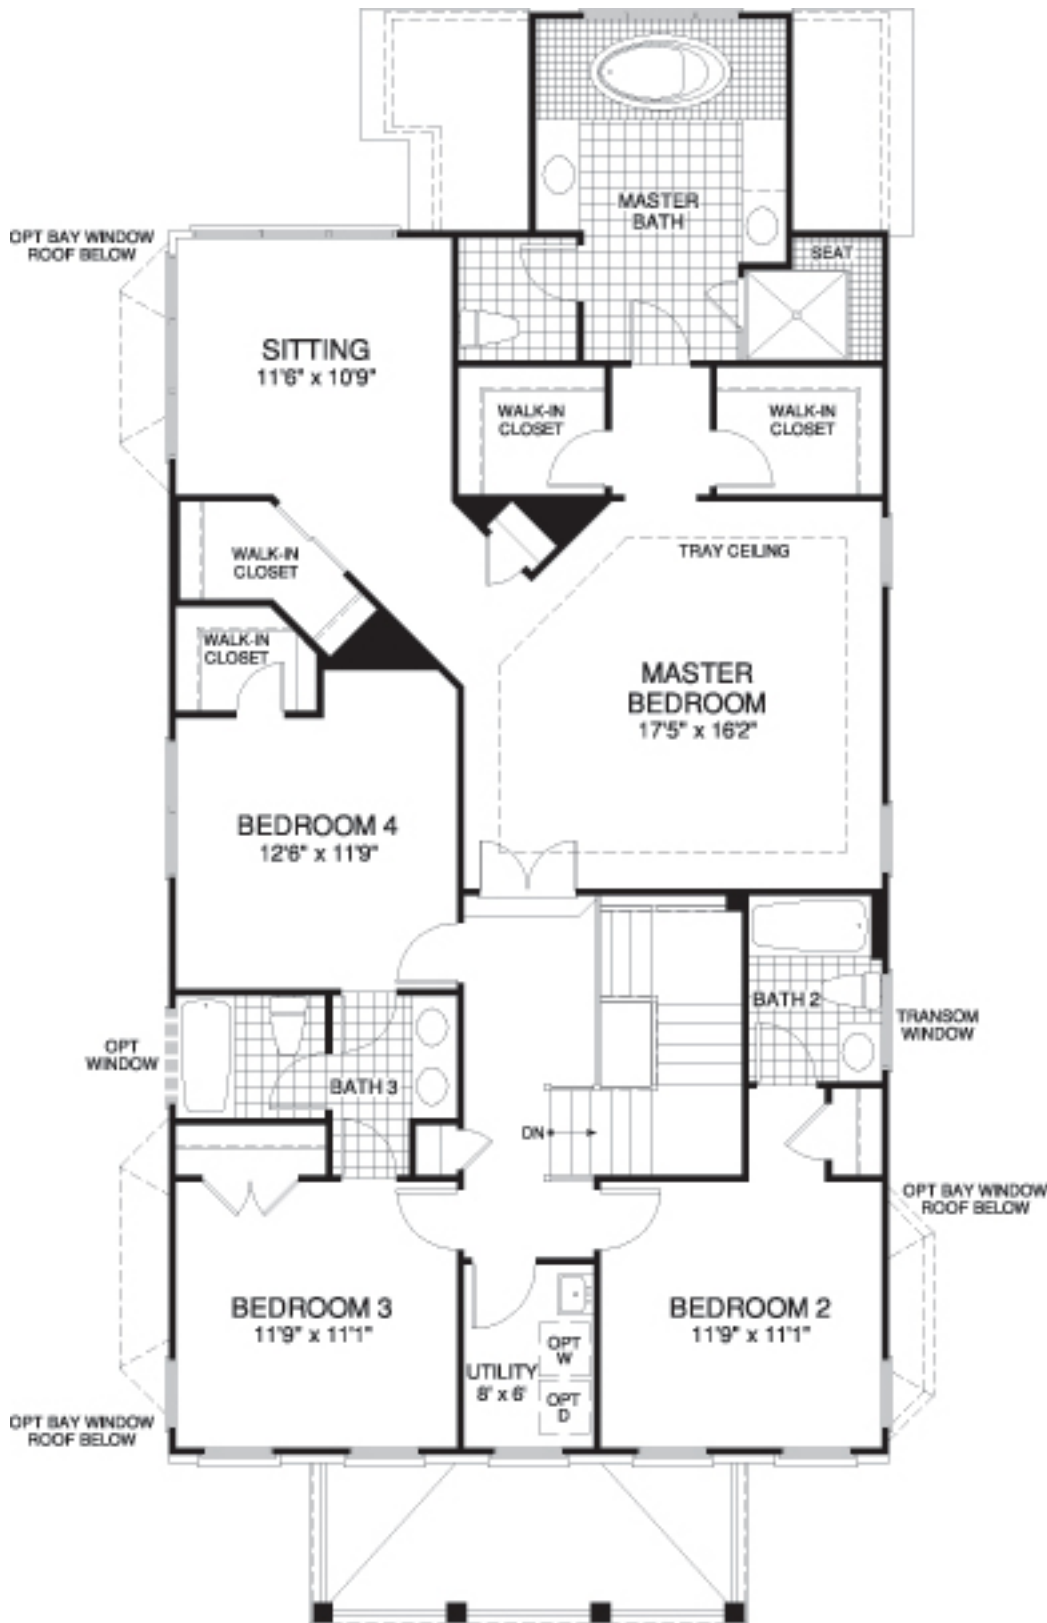 MASTER
BATH
OPT BAY WINDOW
ROOF BELOW
SEAT
SITTING
11'6" x 10'9"
WALK-IN
CLOSET
WALK-IN
CLOSET
WALK-IN
CLOSET
TRAY CEILING
WALK-IN
CLOSET
MASTER
BEDROOM
17'5" x 16'2"
BEDROOM 4
12'6" x 11'9"
BATH 2
TRANSOM
WINDOW
OPT
WINDOW
BATH 3
DN
OPT BAY WINDOW
ROOF BELOW
BEDROOM 3
11'9" x 11'1"
BEDROOM 2
11'9" x 11'1"
OPT
W
UTILITY
8' x 6'
OPT
D
OPT BAY WINDOW
ROOF BELOW